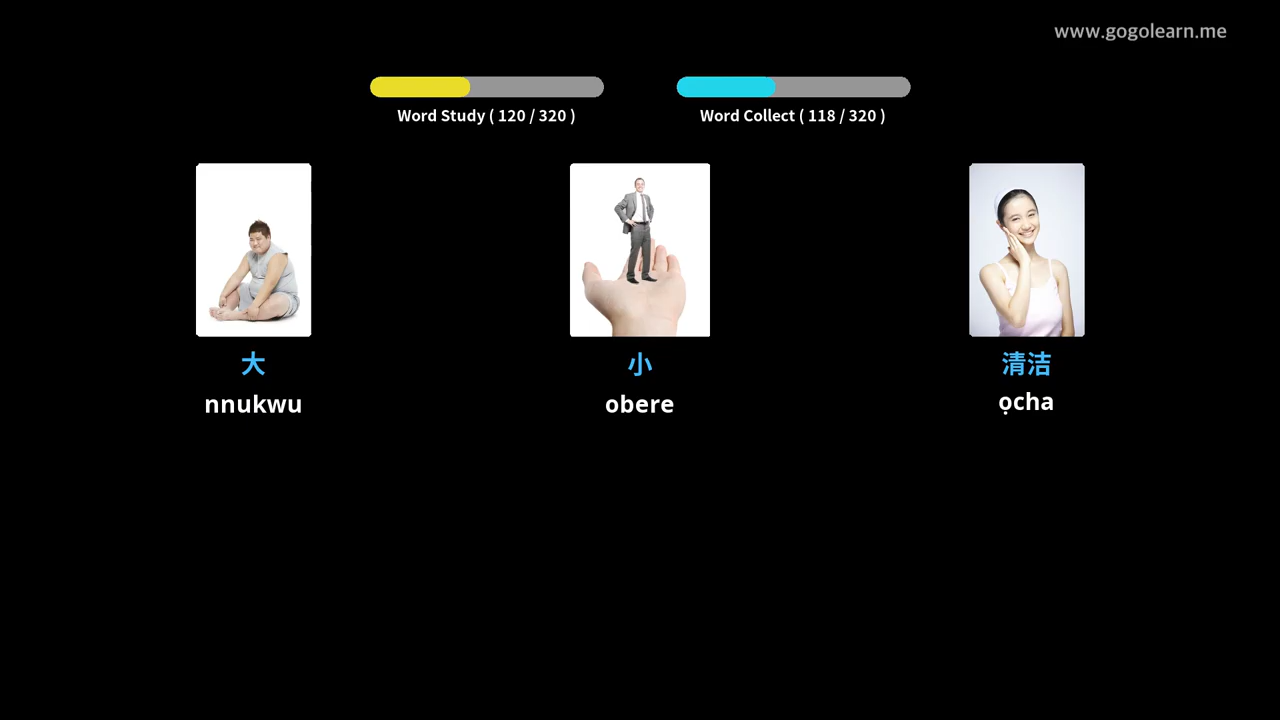 www.gogolearn.me
Word Study ( 120 / 320 )
Word Collect ( 118 / 320 )
大
小
清洁
nnukwu
obere
ọcha